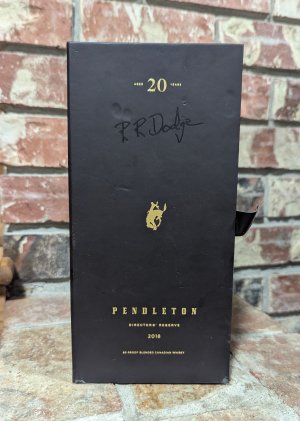 AGED 20 YEARS
R R Dodge
PENDLETON
DIRECTORS' RESERVE
2018
80 PROOF BLENDED CANADIAN WHISKY